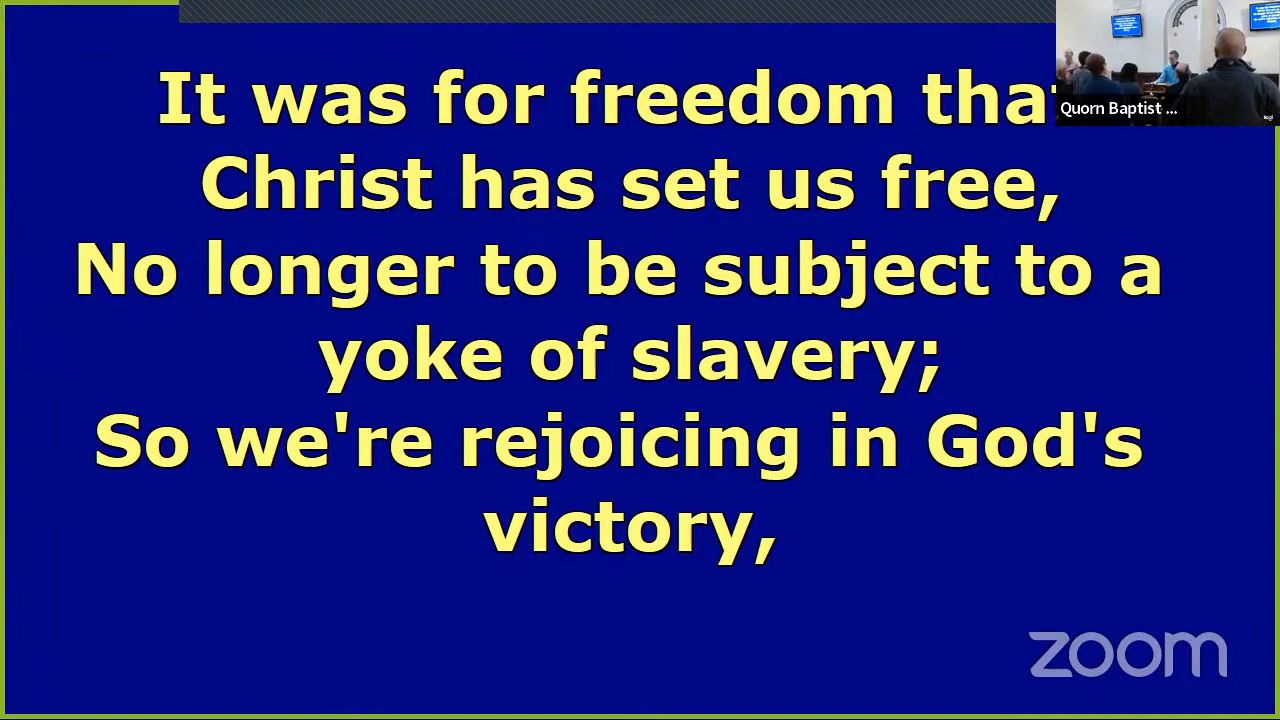 It was for freedom that
Christ has set us free,
No longer to be subject to a
yoke of slavery;
So we're rejoicing in God's
victory,
Quorn Baptist ...
zoom